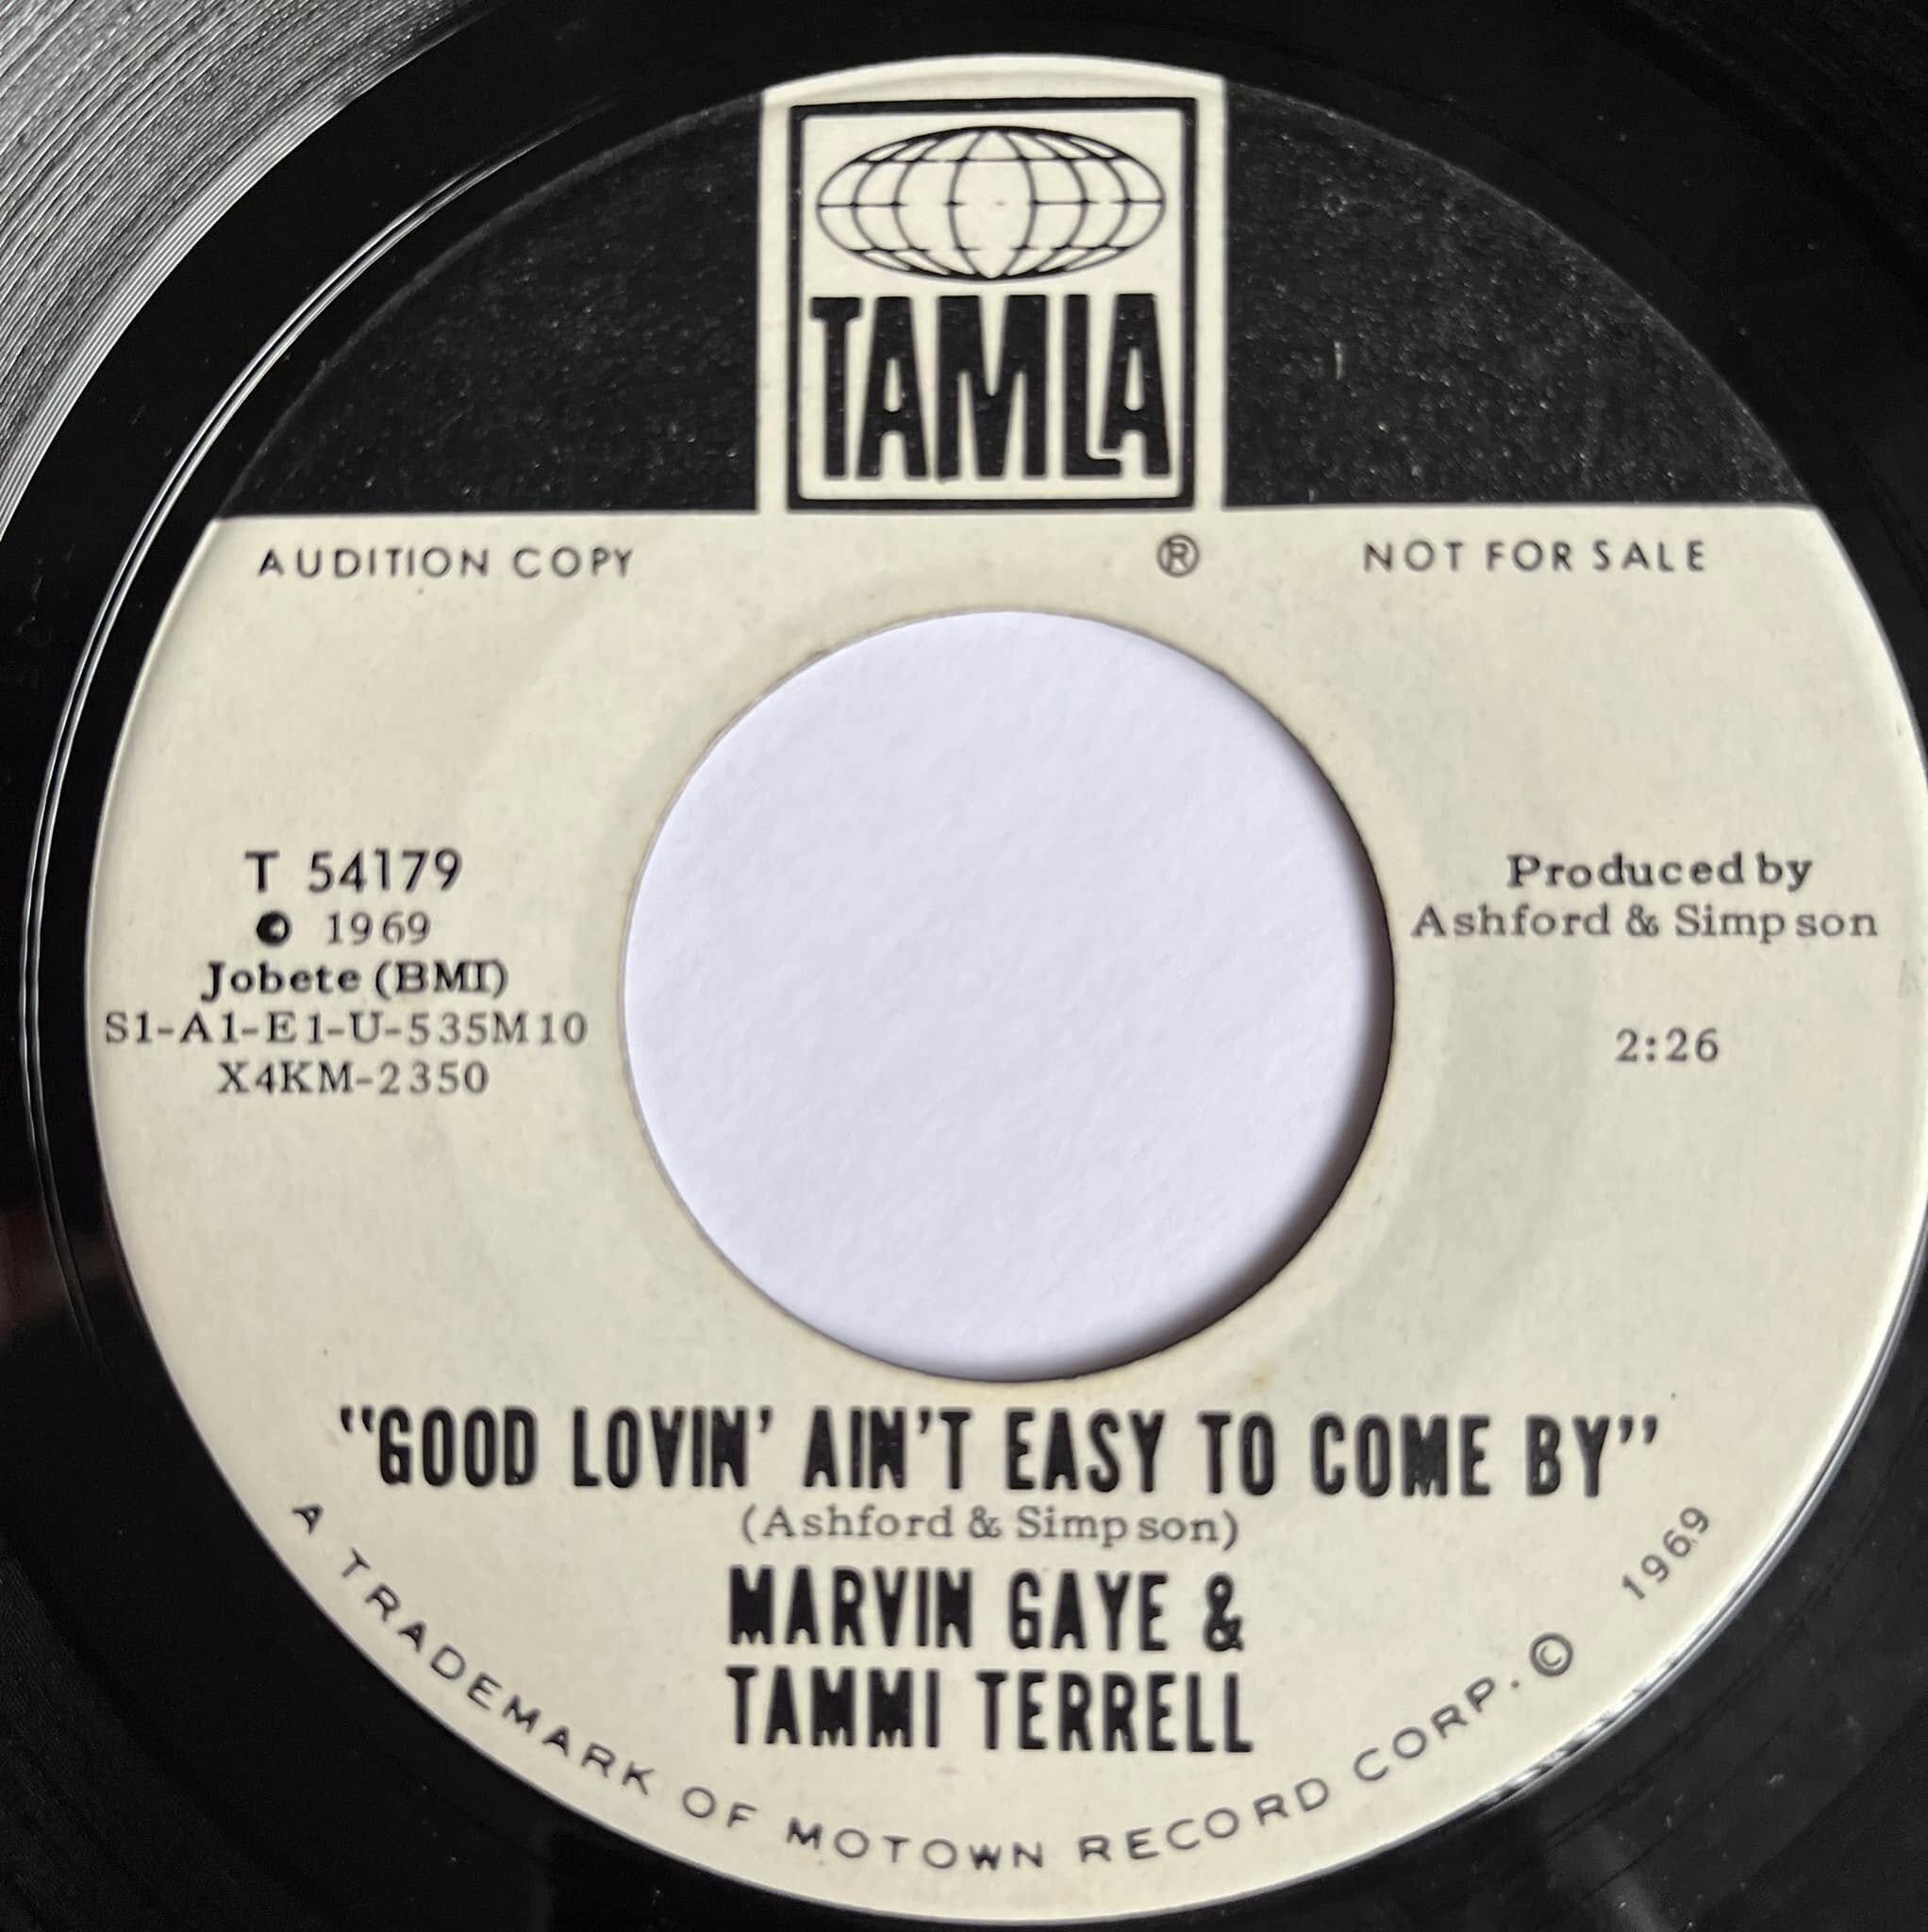 TAMLA
AUDITION COPY
®
NOT FOR SALE
T 54179
℗ 1969
Jobete (BMI)
S1-A1-E1-U-535M10
X4KM-2350
Produced by
Ashford & Simpson
2:26
"GOOD LOVIN' AIN'T EASY TO COME BY"
(Ashford & Simpson)
MARVIN GAYE &
TAMMI TERRELL
A TRADEMARK OF MOTOWN RECORD CORP. © 1969